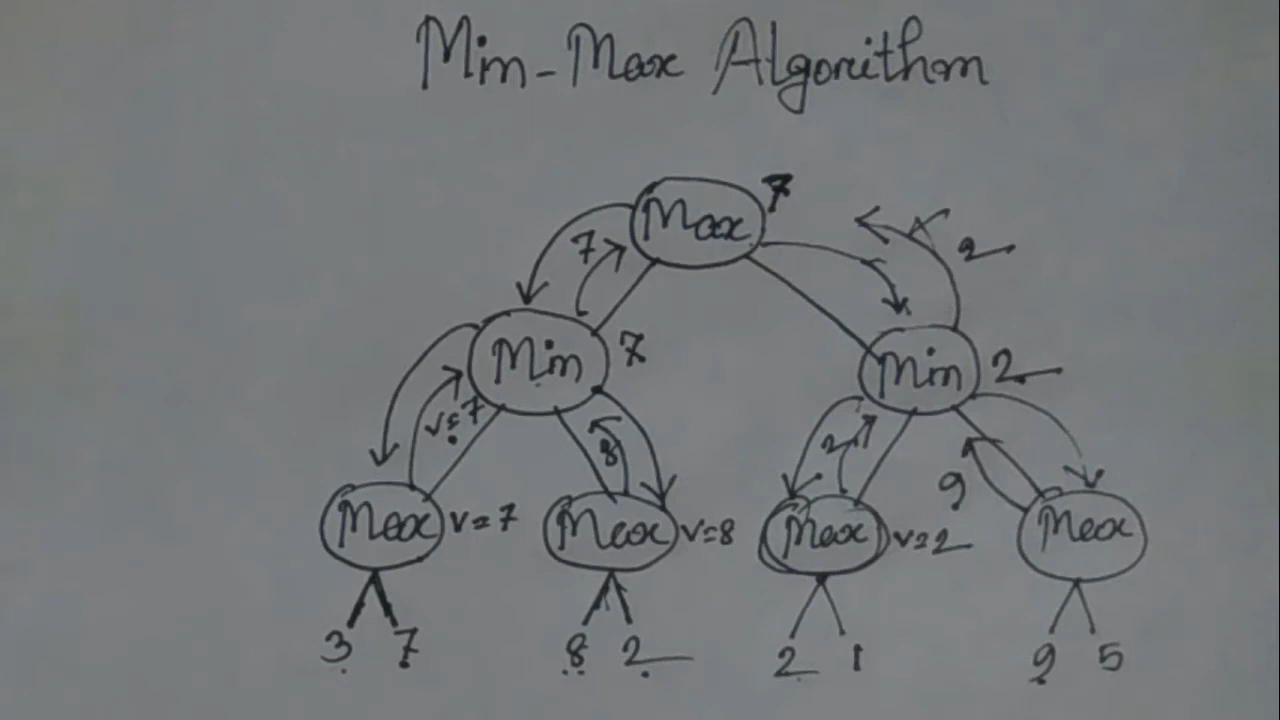 Min-Max Algorithm
Max 7
7
2
Min 7
Min 2
v=7
8
2
9
Max v=7
Max v=8
Max v=2
Max
3 7
8 2
2 1
9 5